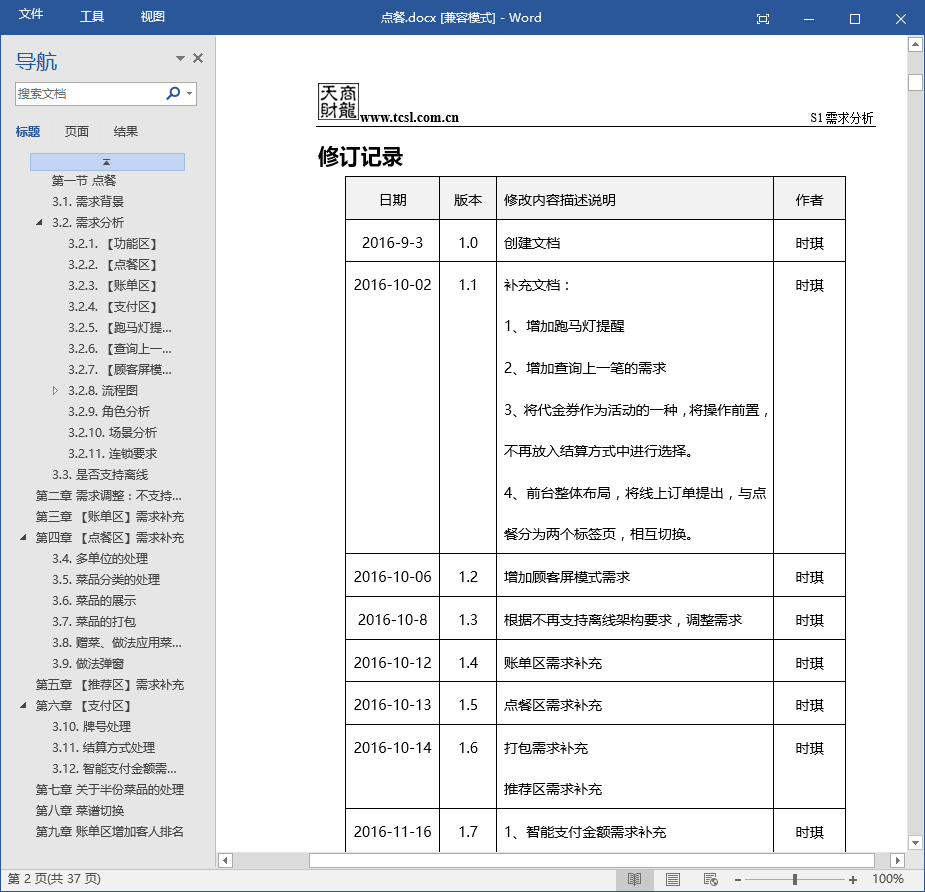 文件 工具 视图 点餐.docx [兼容模式] - Word
导航
搜索文档
标题 页面 结果
第一节 点餐
3.1. 需求背景
3.2. 需求分析
3.2.1. 【功能区】
3.2.2. 【点餐区】
3.2.3. 【账单区】
3.2.4. 【支付区】
3.2.5. 【跑马灯提...
3.2.6. 【查询上一...
3.2.7. 【顾客屏模...
3.2.8. 流程图
3.2.9. 角色分析
3.2.10. 场景分析
3.2.11. 连锁要求
3.3. 是否支持离线
第二章 需求调整：不支持...
第三章 【账单区】需求补充
第四章 【点餐区】需求补充
3.4. 多单位的处理
3.5. 菜品分类的处理
3.6. 菜品的展示
3.7. 菜品的打包
3.8. 赠菜、做法应用菜...
3.9. 做法弹窗
第五章 【推荐区】需求补充
第六章 【支付区】
3.10. 牌号处理
3.11. 结算方式处理
3.12. 智能支付金额需...
第七章 关于半份菜品的处理
第八章 菜谱切换
第九章 账单区增加客人排名
天商
財龍
www.tcsl.com.cn S1需求分析
修订记录
日期 版本 修改内容描述说明 作者
2016-9-3 1.0 创建文档 时琪
2016-10-02 1.1 补充文档： 时琪
1、增加跑马灯提醒
2、增加查询上一笔的需求
3、将代金券作为活动的一种，将操作前置，
不再放入结算方式中进行选择。
4、前台整体布局，将线上订单提出，与点
餐分为两个标签页，相互切换。
2016-10-06 1.2 增加顾客屏模式需求 时琪
2016-10-8 1.3 根据不再支持离线架构要求，调整需求 时琪
2016-10-12 1.4 账单区需求补充 时琪
2016-10-13 1.5 点餐区需求补充 时琪
2016-10-14 1.6 打包需求补充 时琪
推荐区需求补充
2016-11-16 1.7 1、智能支付金额需求补充 时琪
第 2 页(共 37 页) 100%